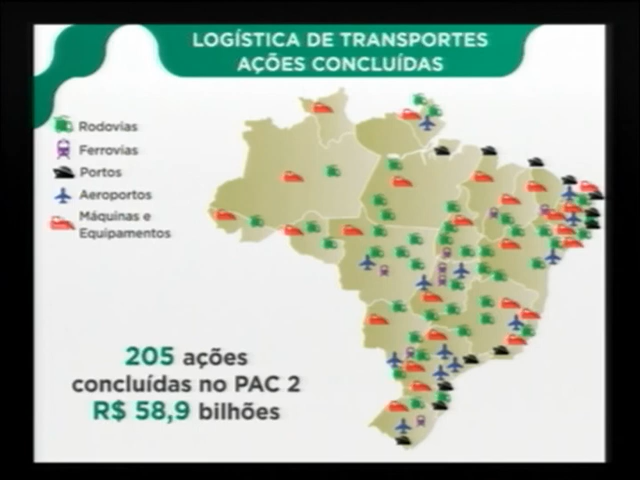 LOGÍSTICA DE TRANSPORTES
AÇÕES CONCLUÍDAS
Rodovias
Ferrovias
Portos
Aeroportos
Máquinas e
Equipamentos
205 ações
concluídas no PAC 2
R$ 58,9 bilhões